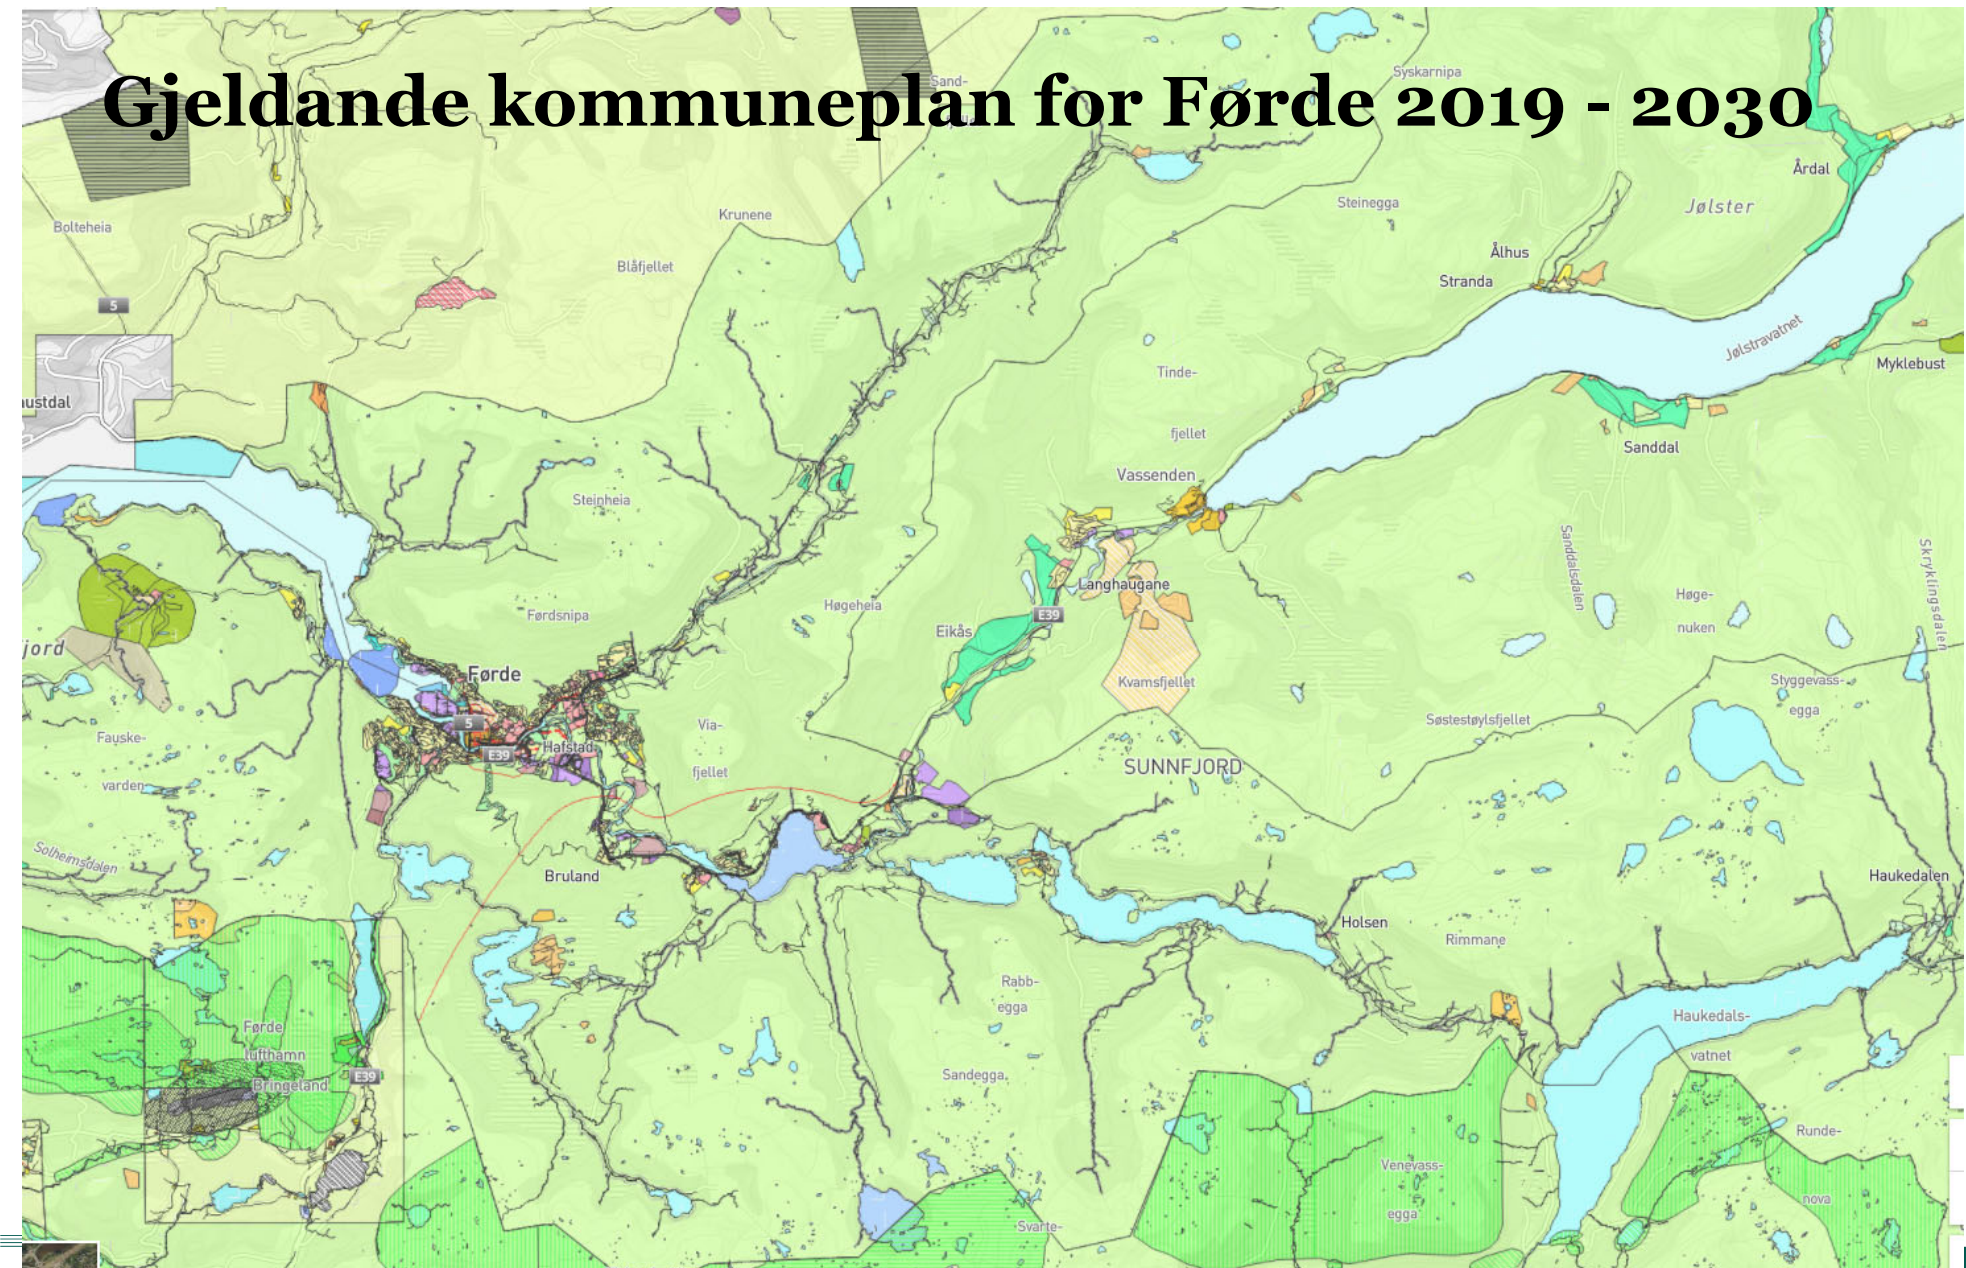 Gjeldande kommuneplan for Førde 2019 - 2030
Sand-
Syskarnipa
Årdal
Bolteheia
Krunene
Steinegga
Jølster
Blåfjellet
Ålhus
Stranda
5
Jølstravatnet
Myklebust
Tinde-
fjellet
ustdal
Sanddal
Vassenden
Steinheia
Sanddalsdalen
Skryklingsdalen
Langhaugane
Høge-
nuken
Førdsnipa
Høgeheia
E39
Eikås
jord
Førde
Kvamsfjellet
Styggevass-
egga
Søstestøylsfjellet
5
Via-
fjellet
Fauske-
varden
Hafstad
E39
SUNNFJORD
Solheimsdalen
Bruland
Haukedalen
Holsen
Rimmane
Rabb-
egga
Haukedals-
vatnet
Førde
lufthamn
Bringeland
E39
Sandegga
Runde-
nova
Venevass-
egga
Svarte-